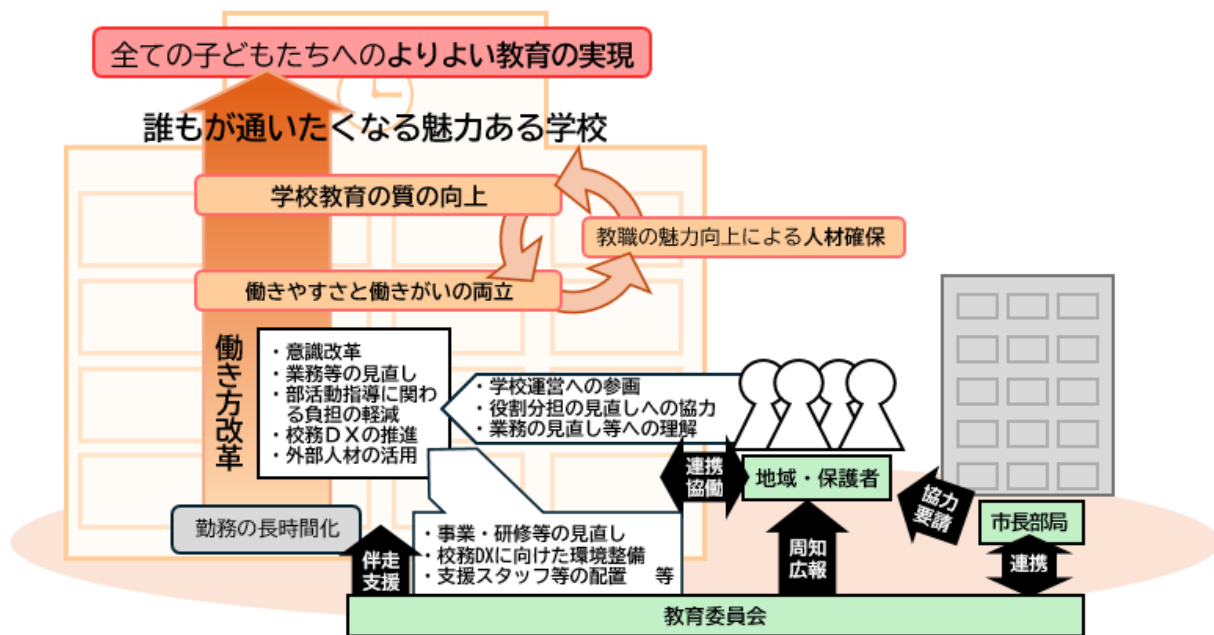 全ての子どもたちへのよりよい教育の実現
誰もが通いたくなる魅力ある学校
学校教育の質の向上
教職の魅力向上による人材確保
働きやすさと働きがいの両立
働き方改革
・意識改革
・業務等の見直し
・部活動指導に関わ
る負担の軽減
・校務ＤＸの推進
・外部人材の活用
・学校運営への参画
・役割分担の見直しへの協力
・業務の見直し等への理解
連携
協働
地域・保護者
協力
要請
市長部局
勤務の長時間化
伴走
支援
・事業・研修等の見直し
・校務DXに向けた環境整備
・支援スタッフ等の配置　等
周知
広報
連携
教育委員会